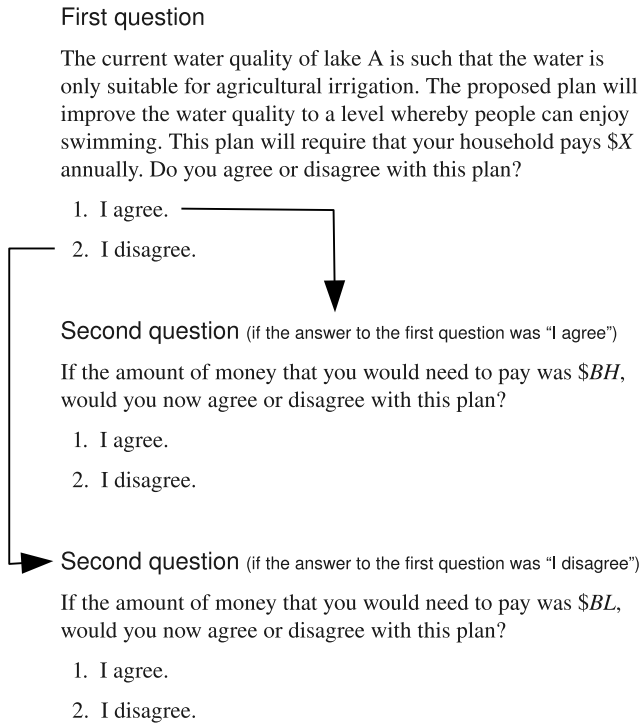 First question
The current water quality of lake A is such that the water is
only suitable for agricultural irrigation. The proposed plan will
improve the water quality to a level whereby people can enjoy
swimming. This plan will require that your household pays $X
annually. Do you agree or disagree with this plan?
1. I agree.
2. I disagree.
Second question (if the answer to the first question was “I agree”)
If the amount of money that you would need to pay was $BH,
would you now agree or disagree with this plan?
1. I agree.
2. I disagree.
Second question (if the answer to the first question was “I disagree”)
If the amount of money that you would need to pay was $BL,
would you now agree or disagree with this plan?
1. I agree.
2. I disagree.